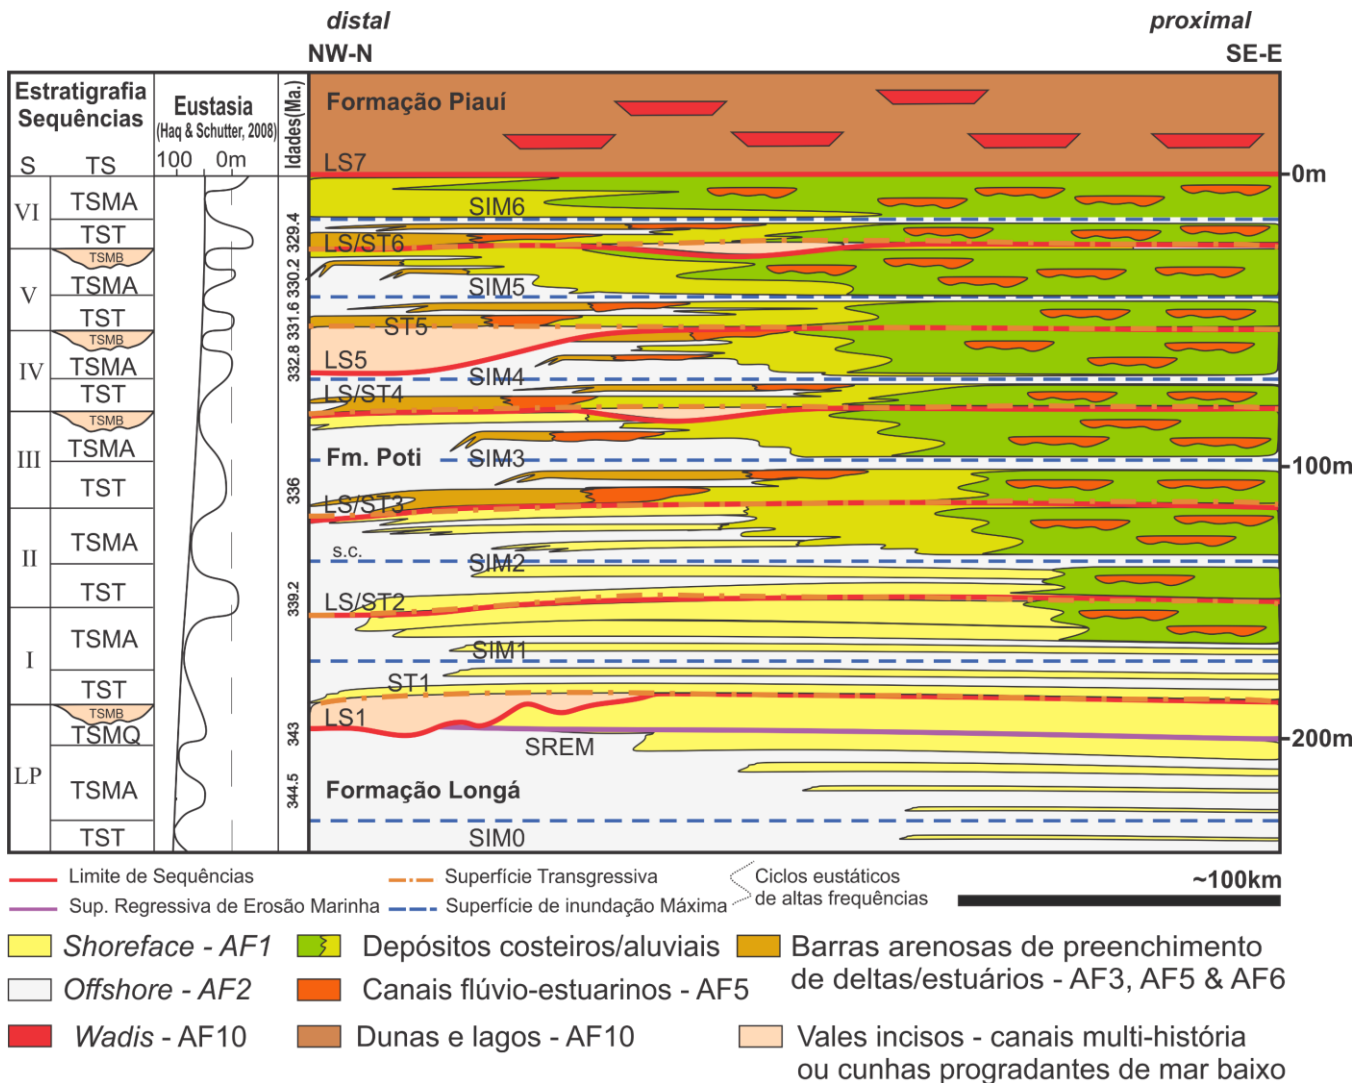 distal
proximal
NW-N
SE-E
Estratigrafia
Sequências
S
TS
Eustasia
(Haq & Schutter, 2008)
100
0m
Idades(Ma.)
VI
TSMA
TST
V
TSMB
TSMA
TST
IV
TSMB
TSMA
TST
III
TSMB
TSMA
TST
II
TSMA
TST
I
TSMA
TST
LP
TSMB
TSMQ
TSMA
TST
329.4
330.2
331.6
332.8
336
339.2
343
344.5
Formação Piauí
LS7
SIM6
LS/ST6
SIM5
ST5
LS5
SIM4
LS/ST4
Fm. Poti
SIM3
LS/ST3
s.c.
SIM2
LS/ST2
SIM1
ST1
LS1
SREM
Formação Longá
SIM0
0m
100m
200m
Limite de Sequências
Superfície Transgressiva
Ciclos eustáticos
de altas frequências
~100km
Sup. Regressiva de Erosão Marinha
Superfície de inundação Máxima
Shoreface - AF1
Depósitos costeiros/aluviais
Barras arenosas de preenchimento
de deltas/estuários - AF3, AF5 & AF6
Offshore - AF2
Canais flúvio-estuarinos - AF5
Wadis - AF10
Dunas e lagos - AF10
Vales incisos - canais multi-história
ou cunhas progradantes de mar baixo